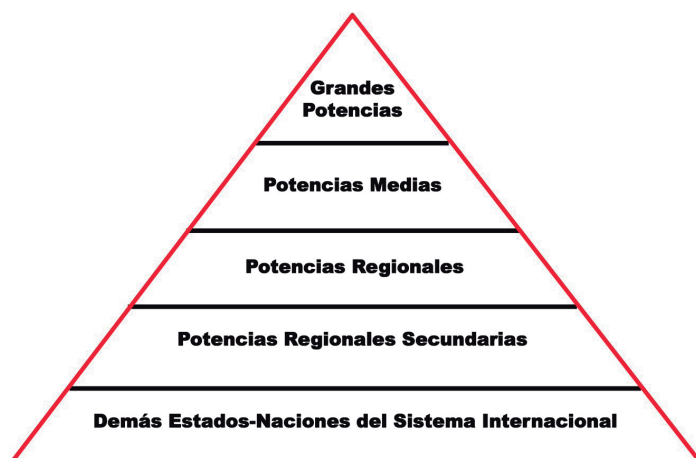 Grandes
Potencias
Potencias Medias
Potencias Regionales
Potencias Regionales Secundarias
Demás Estados-Naciones del Sistema Internacional